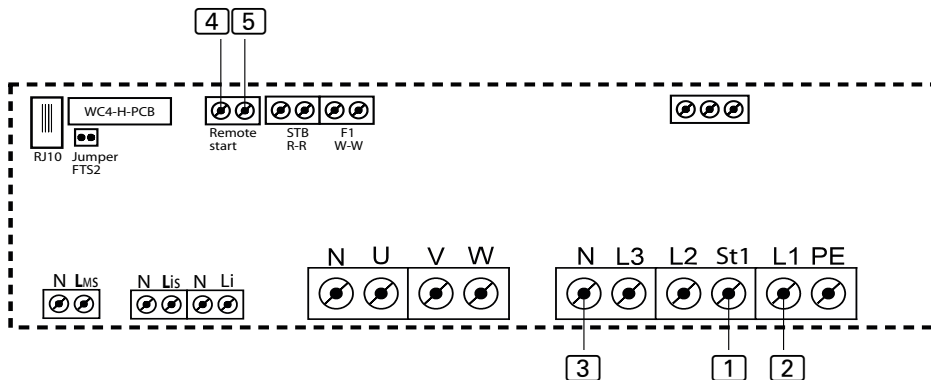 4 5
WC4-H-PCB
RJ10
Jumper
FTS2
Remote
start
STB
R-R
F1
W-W
N LMS
N LiS N Li
N U V W
N L3 L2 St1 L1 PE
3 1 2